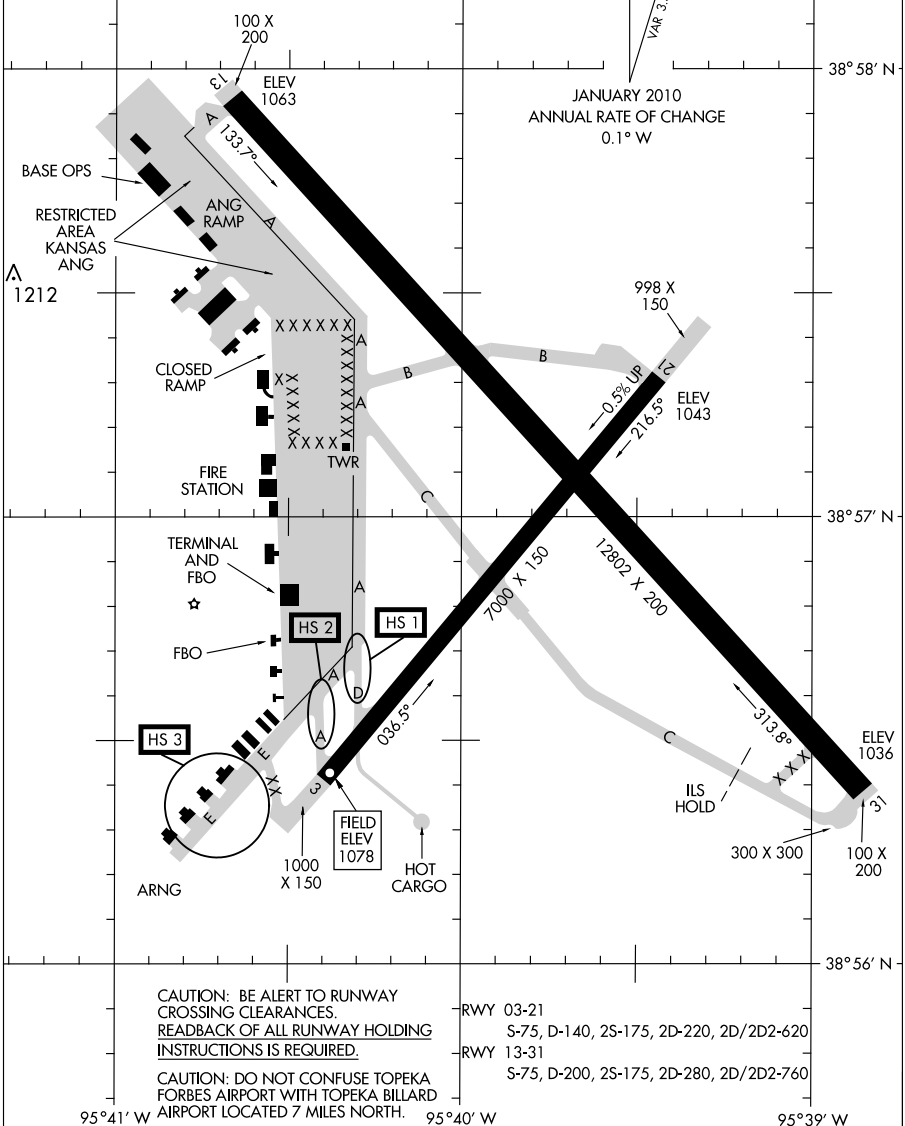 VAR 3.
100 X
200
38°58' N
13
ELEV
1063
JANUARY 2010
ANNUAL RATE OF CHANGE
0.1° W
A
133.7°
BASE OPS
RESTRICTED
AREA
KANSAS
ANG
ANG
RAMP
A
1212
998 X
150
X X X X X X
A
X
X
X
X
X
X
X
CLOSED
RAMP
B
B
21
0.5% UP
216.5°
ELEV
1043
X X
X
X
X
X
A
X X X X
TWR
FIRE
STATION
C
38°57' N
TERMINAL
AND
FBO
7000 X 150
12802 X 200
A
HS 2
HS 1
FBO
A
D
A
036.5°
C
313.8°
ELEV
1036
HS 3
E
X X
X X X
ILS
HOLD
3
31
E
FIELD
ELEV
1078
300 X 300
100 X
200
1000
X 150
HOT
CARGO
ARNG
38°56' N
CAUTION: BE ALERT TO RUNWAY
CROSSING CLEARANCES.
READBACK OF ALL RUNWAY HOLDING
INSTRUCTIONS IS REQUIRED.
CAUTION: DO NOT CONFUSE TOPEKA
FORBES AIRPORT WITH TOPEKA BILLARD
AIRPORT LOCATED 7 MILES NORTH.
RWY 03-21
S-75, D-140, 2S-175, 2D-220, 2D/2D2-620
RWY 13-31
S-75, D-200, 2S-175, 2D-280, 2D/2D2-760
95°41' W
95°40' W
95°39' W